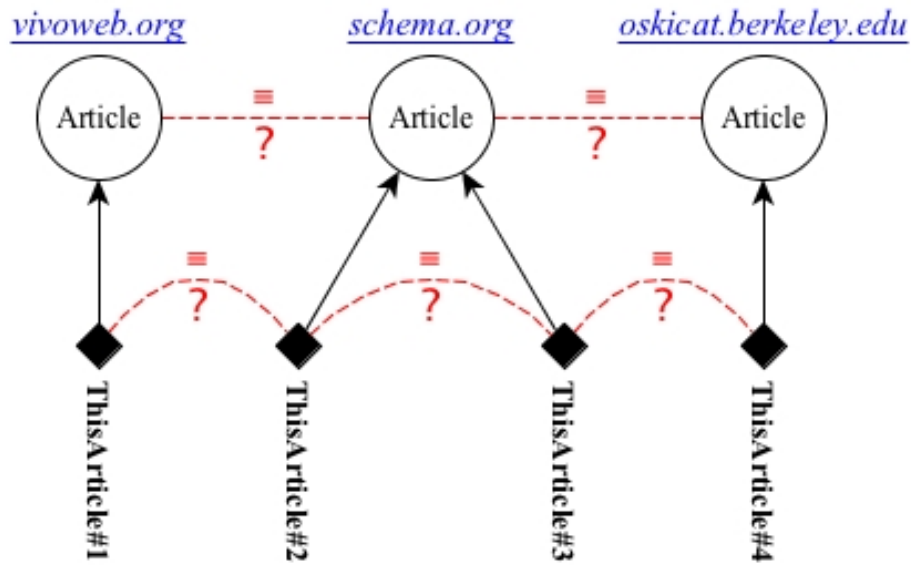 vivoweb.org
schema.org
oskicat.berkeley.edu
Article
≡
?
Article
≡
?
Article
≡
?
≡
?
≡
?
ThisArticle#1
ThisArticle#2
ThisArticle#3
ThisArticle#4